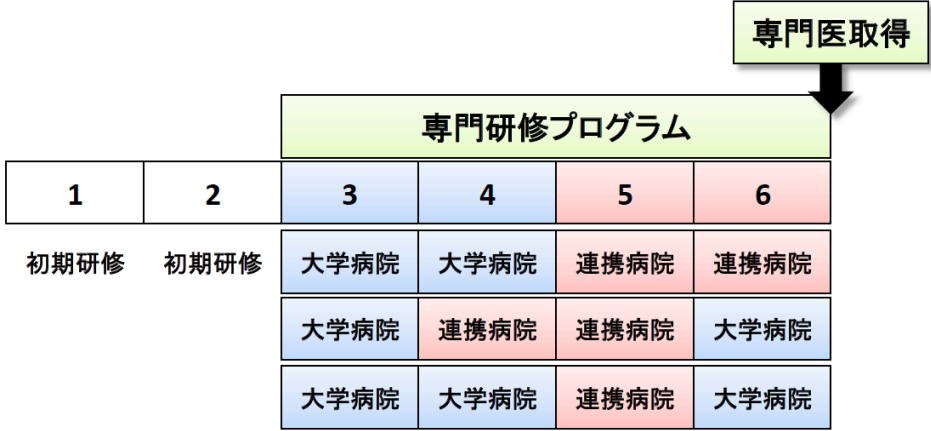 専門医取得
専門研修プログラム
1 2 3 4 5 6
初期研修 初期研修 大学病院 大学病院 連携病院 連携病院
大学病院 連携病院 連携病院 大学病院
大学病院 大学病院 連携病院 大学病院